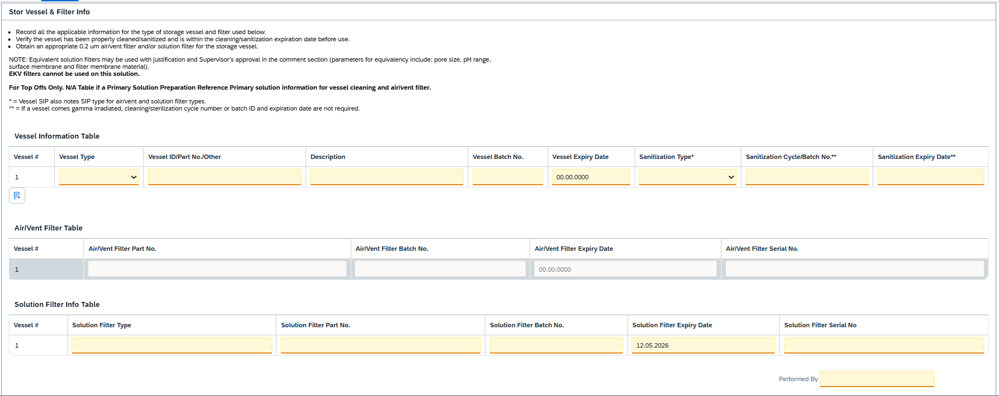 Stor Vessel & Filter Info
• Record all the applicable information for the type of storage vessel and filter used below.
• Verify the vessel has been properly cleaned/sanitized and is within the cleaning/sanitization expiration date before use.
• Obtain an appropriate 0.2 um air/vent filter and/or solution filter for the storage vessel.
NOTE: Equivalent solution filters may be used with justification and Supervisor's approval in the comment section (parameters for equivalency include: pore size, pH range,
surface membrane and filter membrane material).
EKV filters cannot be used on this solution.
For Top Offs Only. N/A Table if a Primary Solution Preparation Reference Primary solution information for vessel cleaning and air/vent filter.
* = Vessel SIP also notes SIP type for air/vent and solution filter types.
** = If a vessel comes gamma irradiated, cleaning/sterilization cycle number or batch ID and expiration date are not required.
Vessel Information Table
Vessel # Vessel Type Vessel ID/Part No./Other Description Vessel Batch No. Vessel Expiry Date Sanitization Type* Sanitization Cycle/Batch No.** Sanitization Expiry Date**
1 00.00.0000
Air/Vent Filter Table
Vessel # Air/Vent Filter Part No. Air/Vent Filter Batch No. Air/Vent Filter Expiry Date Air/Vent Filter Serial No.
1 00.00.0000
Solution Filter Info Table
Vessel # Solution Filter Type Solution Filter Part No. Solution Filter Batch No. Solution Filter Expiry Date Solution Filter Serial No
1 12.05.2026
Performed By